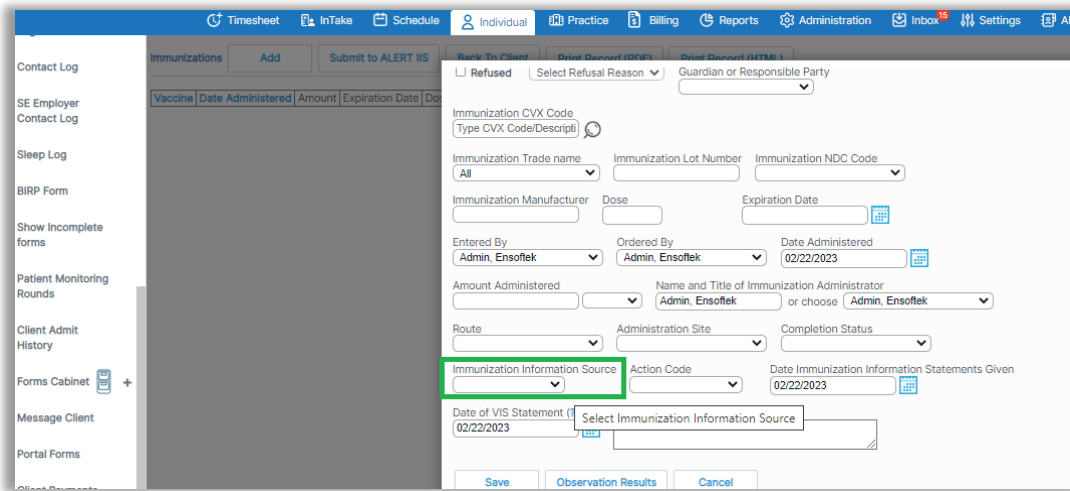 Timesheet InTake Schedule Individual Practice Billing Reports Administration Inbox 15 Settings
Contact Log
SE Employer
Contact Log
Sleep Log
BIRP Form
Show Incomplete
forms
Patient Monitoring
Rounds
Client Admit
History
Forms Cabinet +
Message Client
Portal Forms
Client Payments
Immunizations Add Submit to ALERT IIS Back To Client Print Record (PDF) Print Record (HTML)
Vaccine Date Administered Amount Expiration Date
Refused Select Refusal Reason Guardian or Responsible Party
Immunization CVX Code
Type CVX Code/Descripti
Immunization Trade name Immunization Lot Number Immunization NDC Code
All
Immunization Manufacturer Dose Expiration Date
Entered By Ordered By Date Administered
Admin, Ensoftek Admin, Ensoftek 02/22/2023
Amount Administered Name and Title of Immunization Administrator
Admin, Ensoftek or choose Admin, Ensoftek
Route Administration Site Completion Status
Immunization Information Source Action Code Date Immunization Information Statements Given
02/22/2023
Date of VIS Statement (?
Select Immunization Information Source
02/22/2023
Save Observation Results Cancel